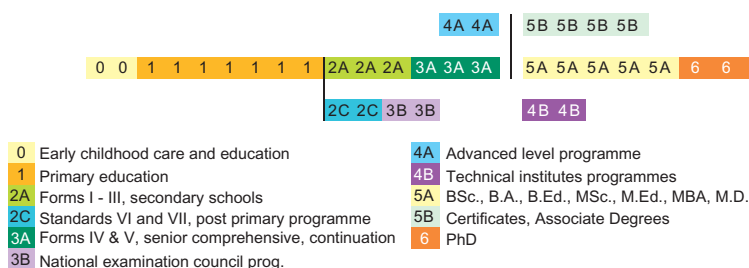 4A 4A 5B 5B 5B 5B
0 0 1 1 1 1 1 1 1 2A 2A 2A 3A 3A 3A 5A 5A 5A 5A 5A 6 6
2C 2C 3B 3B 4B 4B
0 Early childhood care and education
1 Primary education
2A Forms I - III, secondary schools
2C Standards VI and VII, post primary programme
3A Forms IV & V, senior comprehensive, continuation
3B National examination council prog.
4A Advanced level programme
4B Technical institutes programmes
5A BSc., B.A., B.Ed., MSc., M.Ed., MBA, M.D.
5B Certificates, Associate Degrees
6 PhD